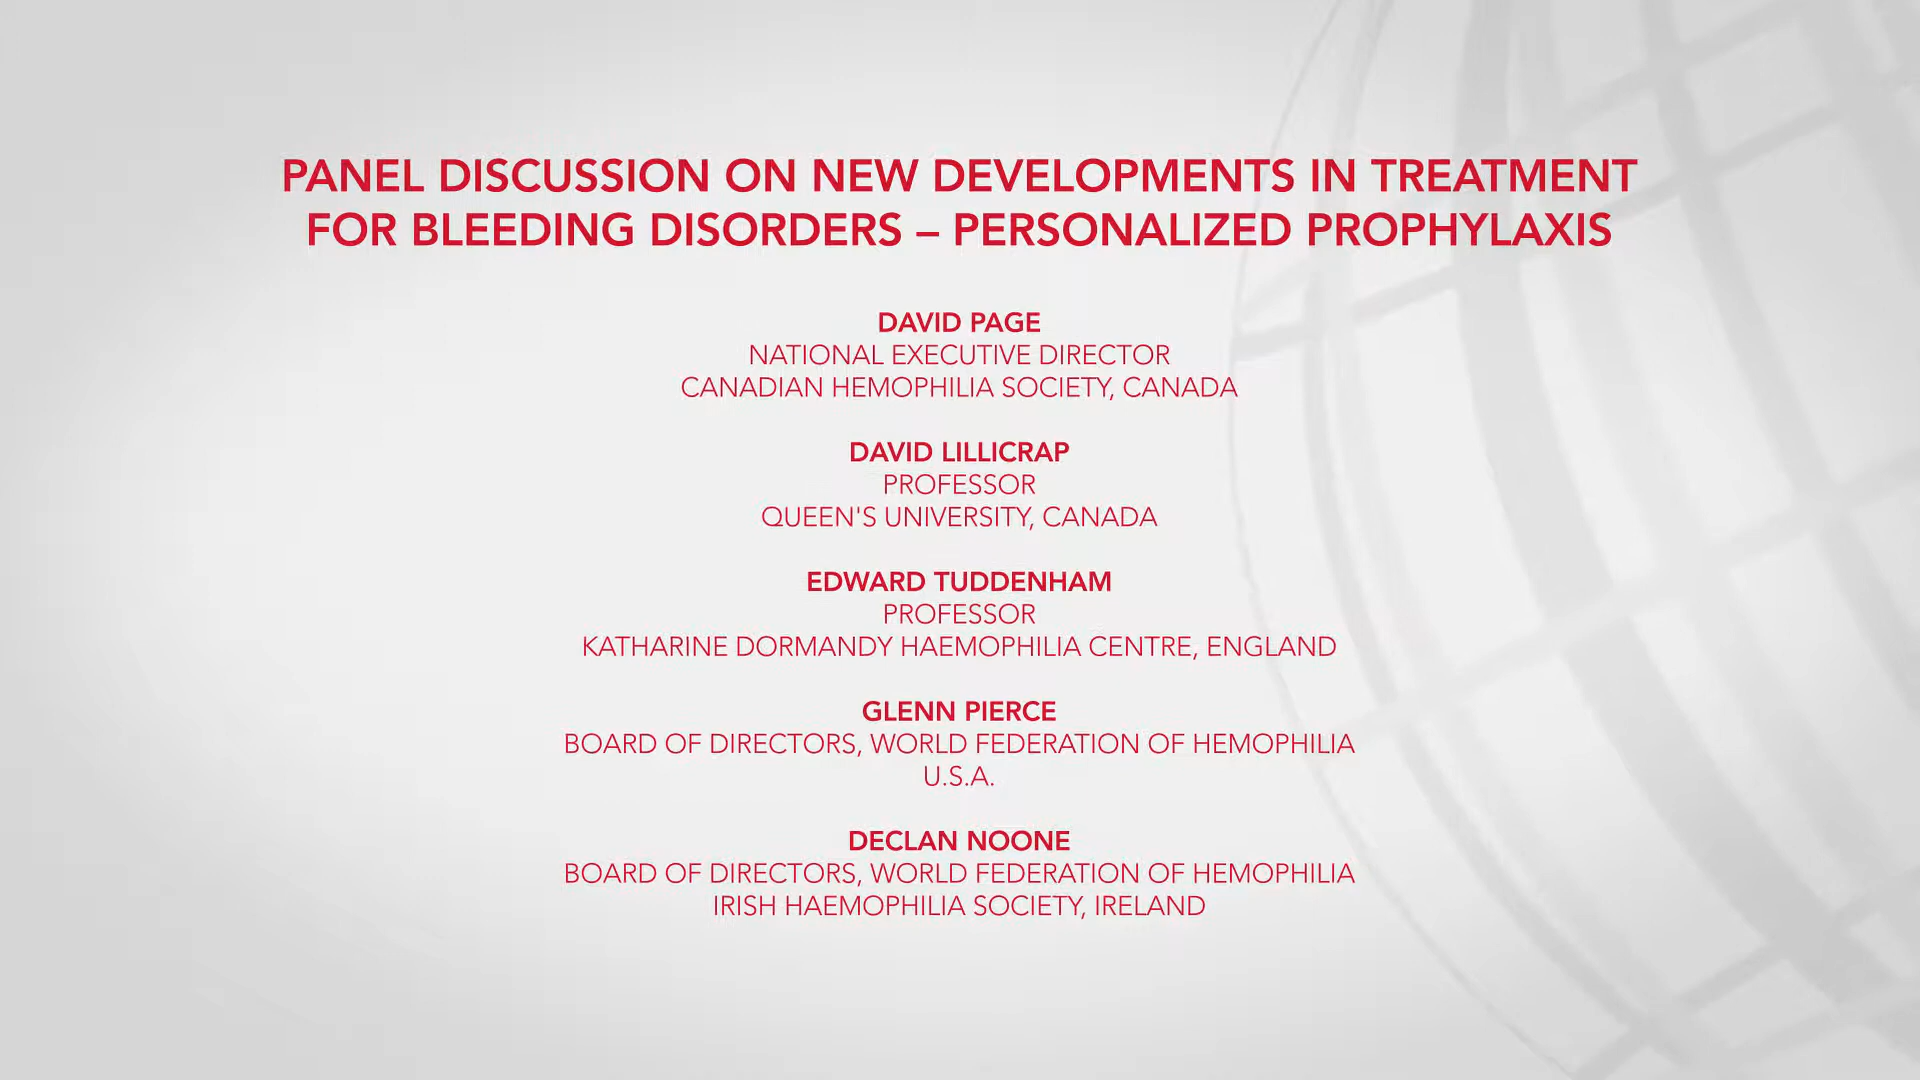 PANEL DISCUSSION ON NEW DEVELOPMENTS IN TREATMENT
FOR BLEEDING DISORDERS – PERSONALIZED PROPHYLAXIS
DAVID PAGE
NATIONAL EXECUTIVE DIRECTOR
CANADIAN HEMOPHILIA SOCIETY, CANADA
DAVID LILLICRAP
PROFESSOR
QUEEN'S UNIVERSITY, CANADA
EDWARD TUDDENHAM
PROFESSOR
KATHARINE DORMANDY HAEMOPHILIA CENTRE, ENGLAND
GLENN PIERCE
BOARD OF DIRECTORS, WORLD FEDERATION OF HEMOPHILIA
U.S.A.
DECLAN NOONE
BOARD OF DIRECTORS, WORLD FEDERATION OF HEMOPHILIA
IRISH HAEMOPHILIA SOCIETY, IRELAND